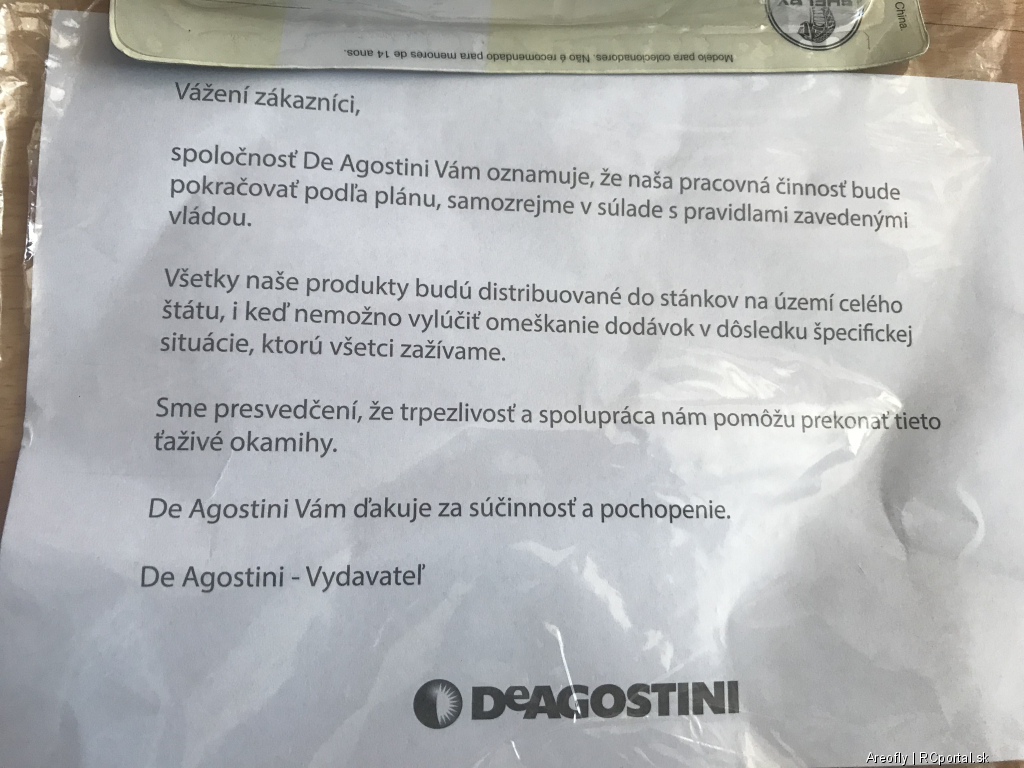 SHELBY
China.
Modelo para colecionadores. Não é recomendado para menores de 14 anos.
Vážení zákazníci,
spoločnosť De Agostini Vám oznamuje, že naša pracovná činnosť bude
pokračovať podľa plánu, samozrejme v súlade s pravidlami zavedenými
vládou.
Všetky naše produkty budú distribuované do stánkov na území celého
štátu, i keď nemožno vylúčiť omeškanie dodávok v dôsledku špecifickej
situácie, ktorú všetci zažívame.
Sme presvedčení, že trpezlivosť a spolupráca nám pomôžu prekonať tieto
ťaživé okamihy.
De Agostini Vám ďakuje za súčinnosť a pochopenie.
De Agostini - Vydavateľ
DeAGOSTINI
Areofly | RCportal.sk